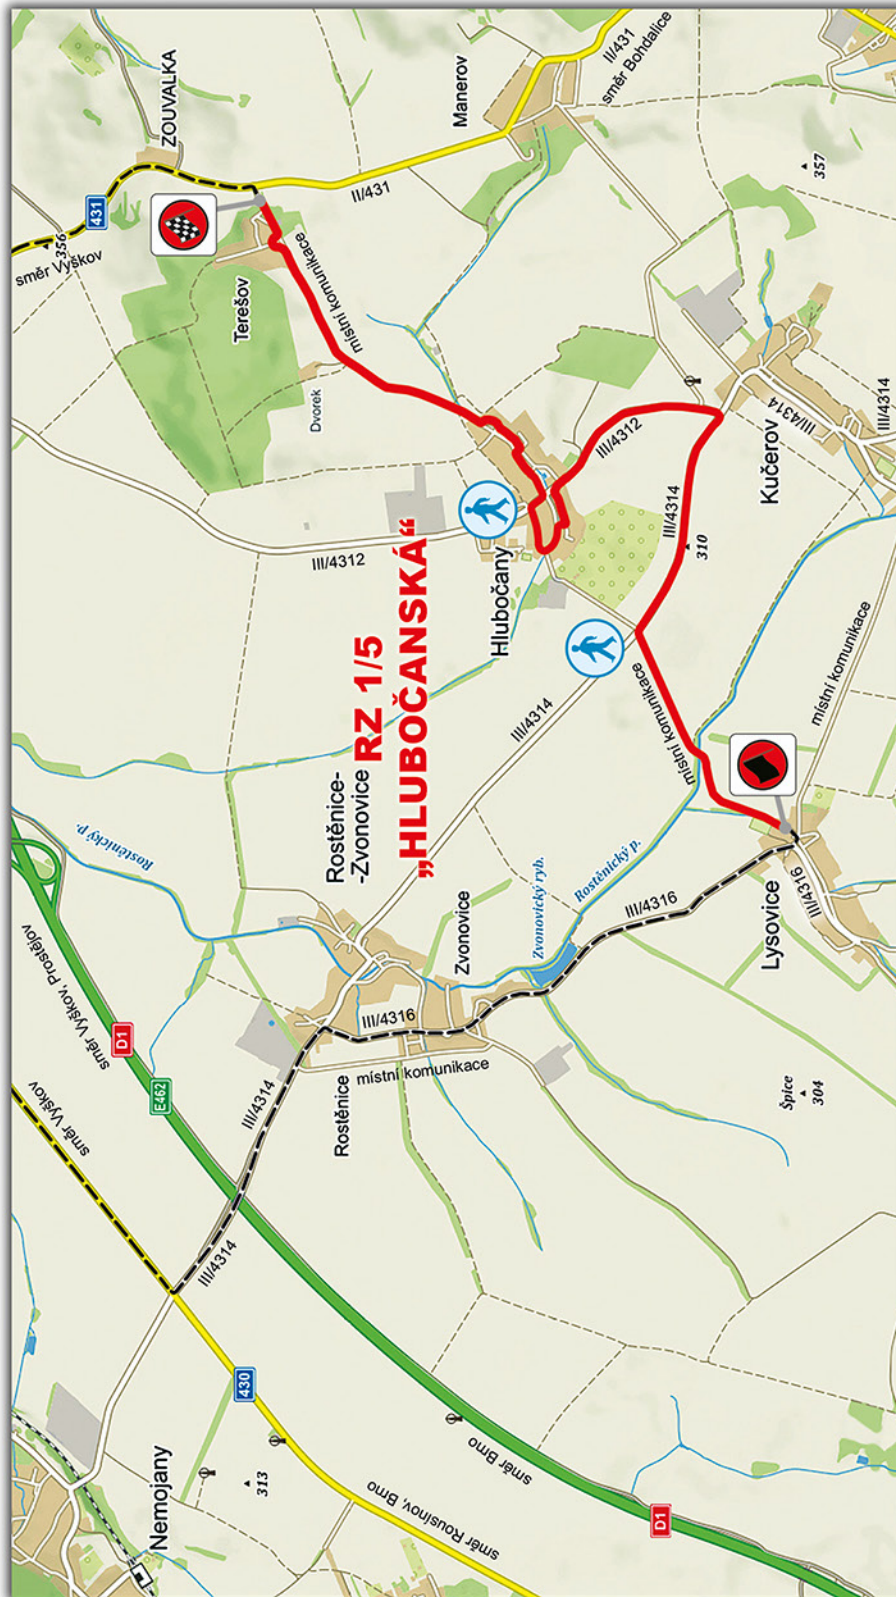 Nemojany
313
430
směr Rousínov, Brno
směr Brno
D1
směr Vyškov
směr Vyškov, Prostějov
D1
E462
III/4314
III/4314
Rostěnický p.
Rostěnice
místní komunikace
III/4316
Zvonovice
Rostěnice-
-Zvonovice
RZ 1/5
„HLUBOČANSKÁ“
Zvonovický ryb.
Rostěnický p.
III/4316
Špice
304
Lysovice
III/4316
místní komunikace
místní komunikace
III/4314
III/4312
Hlubočany
III/4314
310
III/4312
Kučerov
III/4314
III/4314
Dvorek
místní komunikace
Terešov
směr Vyškov
356
431
ZOUVALKA
II/431
Manerov
II/431
směr Bohdalice
357